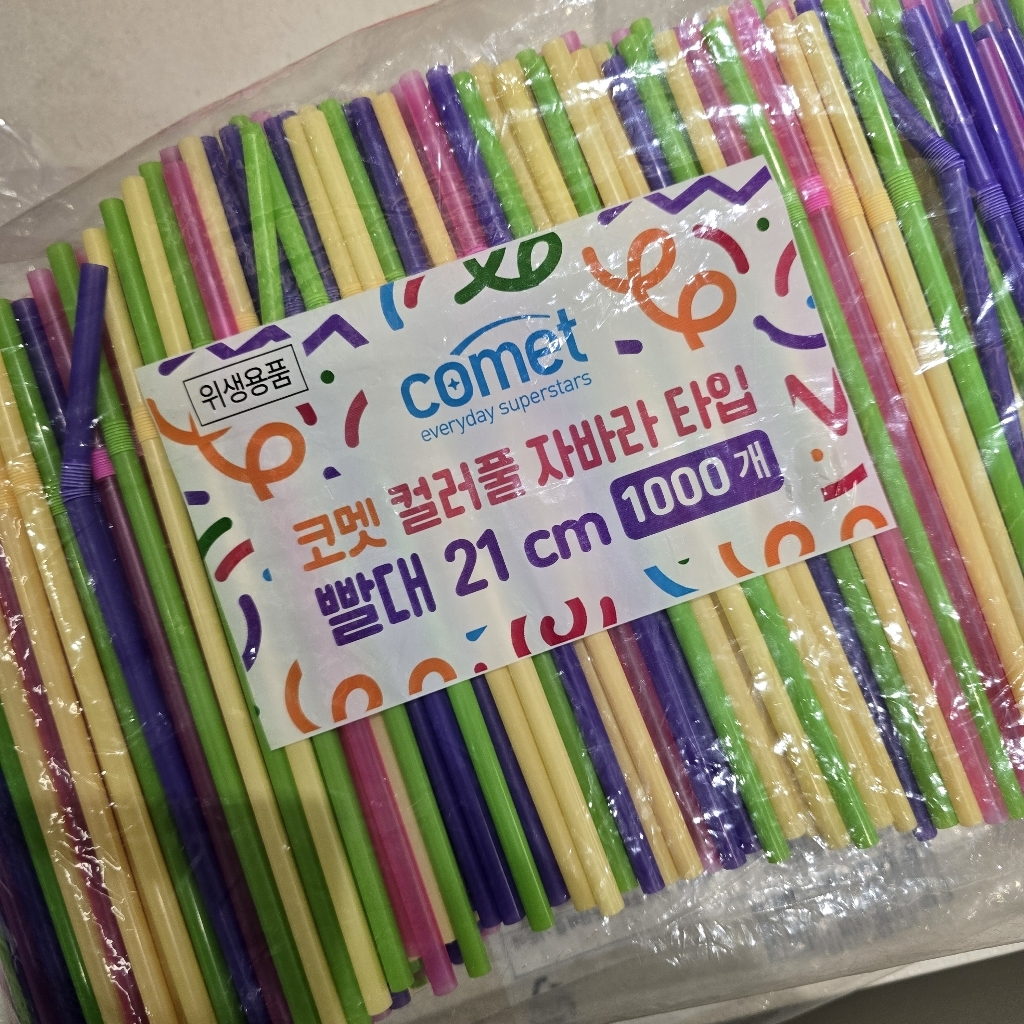 위생용품
comet
everyday superstars
코멧 컬러풀 자바라 타입
빨대 21 cm 1000개